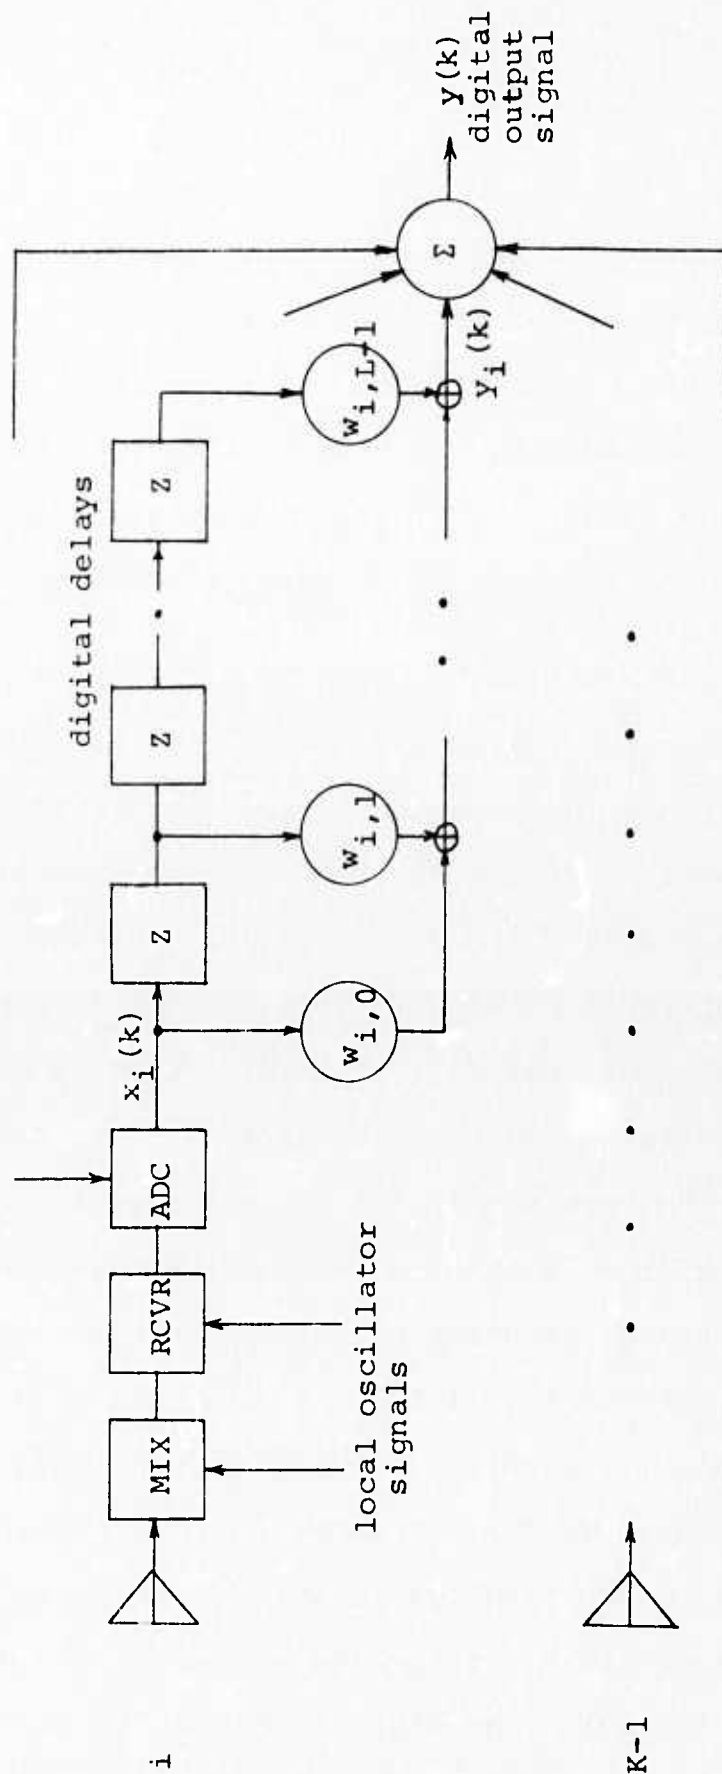 i
MIX
RCVR
ADC
x_i(k)
Z
Z
digital delays
Z
local oscillator
signals
w_i,0
w_i,1
w_i,L-1
Y_i(k)
Σ
y(k)
digital
output
signal
K-1